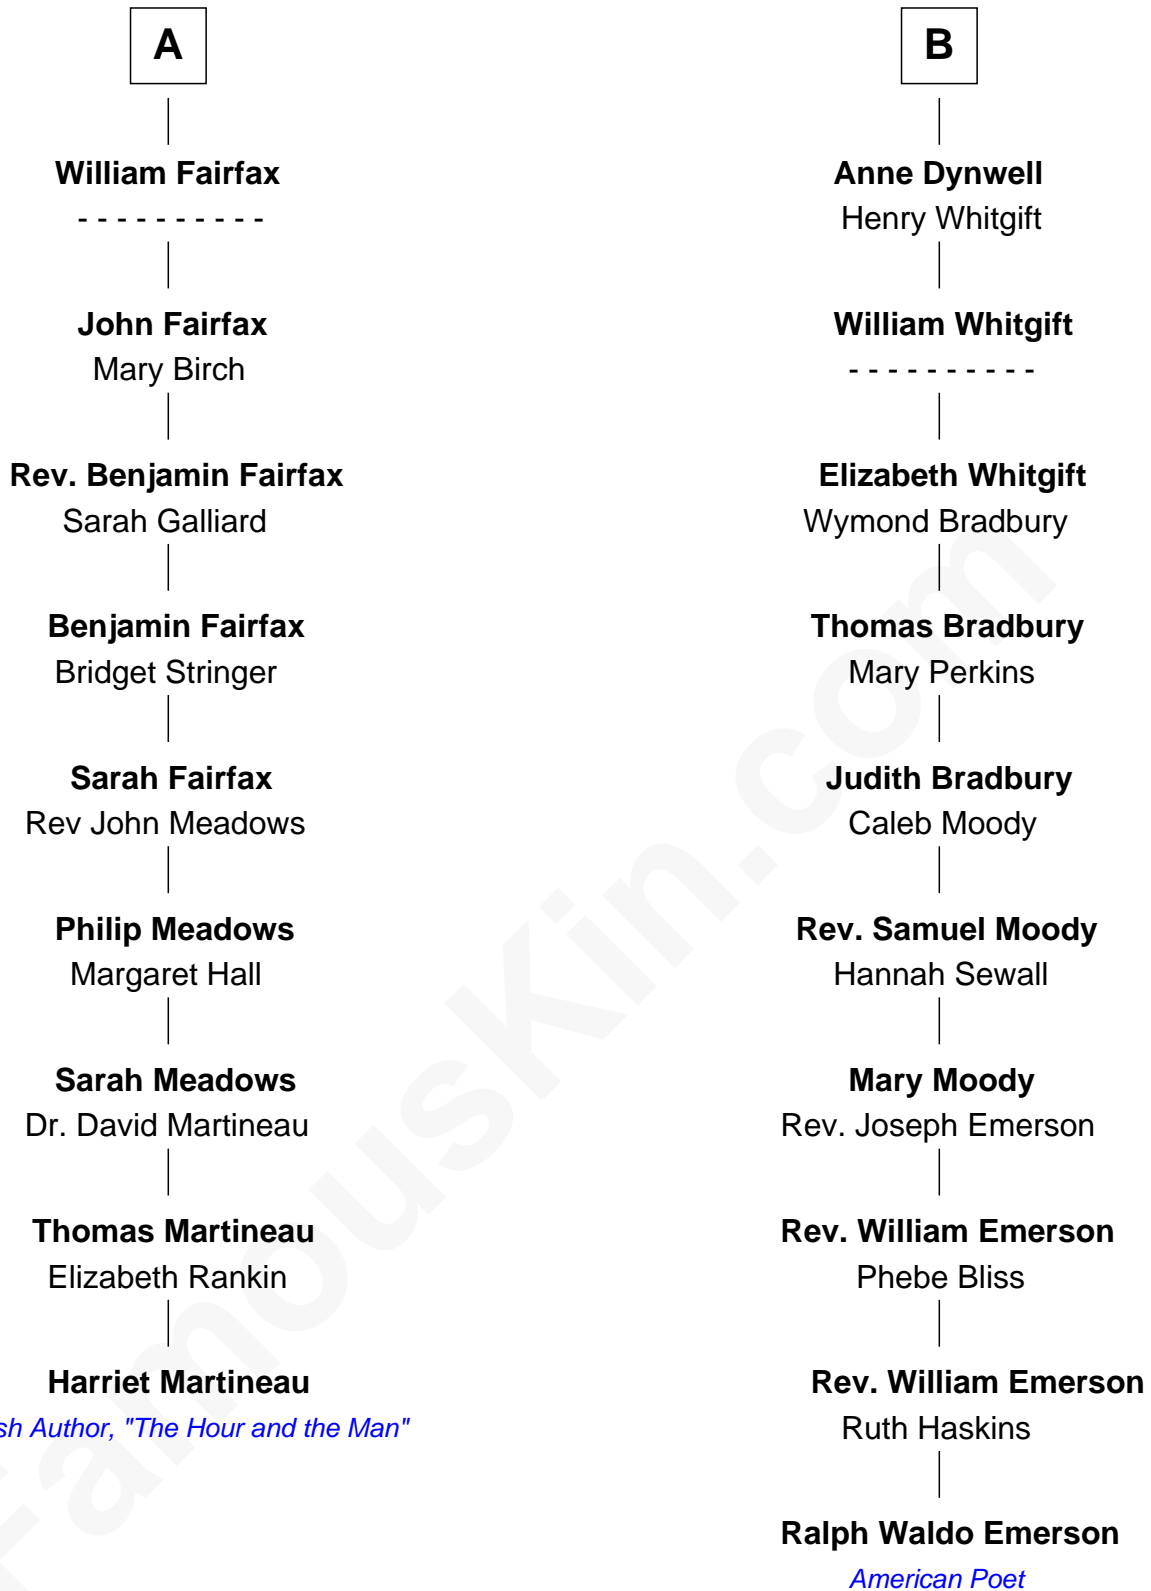 A
William Fairfax
- - - - - - - - - -
John Fairfax
Mary Birch
Rev. Benjamin Fairfax
Sarah Galliard
Benjamin Fairfax
Bridget Stringer
Sarah Fairfax
Rev John Meadows
Philip Meadows
Margaret Hall
Sarah Meadows
Dr. David Martineau
Thomas Martineau
Elizabeth Rankin
Harriet Martineau
sh Author, "The Hour and the Man"
B
Anne Dynwell
Henry Whitgift
William Whitgift
- - - - - - - - - -
Elizabeth Whitgift
Wymond Bradbury
Thomas Bradbury
Mary Perkins
Judith Bradbury
Caleb Moody
Rev. Samuel Moody
Hannah Sewall
Mary Moody
Rev. Joseph Emerson
Rev. William Emerson
Phebe Bliss
Rev. William Emerson
Ruth Haskins
Ralph Waldo Emerson
American Poet
FamousKin.com